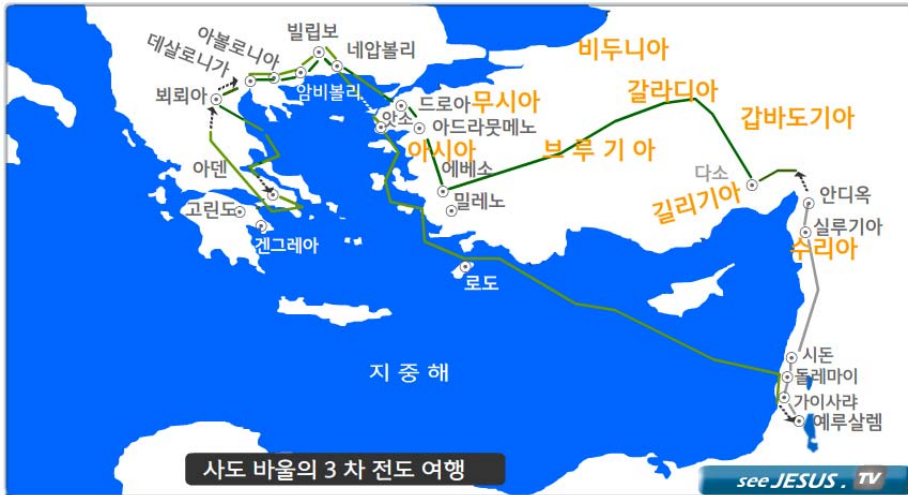 빌립보
비두니아
아볼로니아
네압볼리
데살로니가
암비볼리
갈라디아
뵈뢰아
드로아
무시아
갑바도기아
앗소
아드라뭇메노
아시아
브 루 기 아
아덴
에베소
다소
안디옥
고린도
밀레노
길리기아
실루기아
겐그레아
수리아
로도
시돈
지 중 해
돌레마이
가이사랴
예루살렘
사도 바울의 3 차 전도 여행
see JESUS . TV